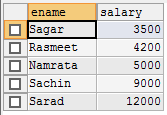 ename salary
Sagar 3500
Rasmeet 4200
Namrata 5000
Sachin 9000
Sarad 12000